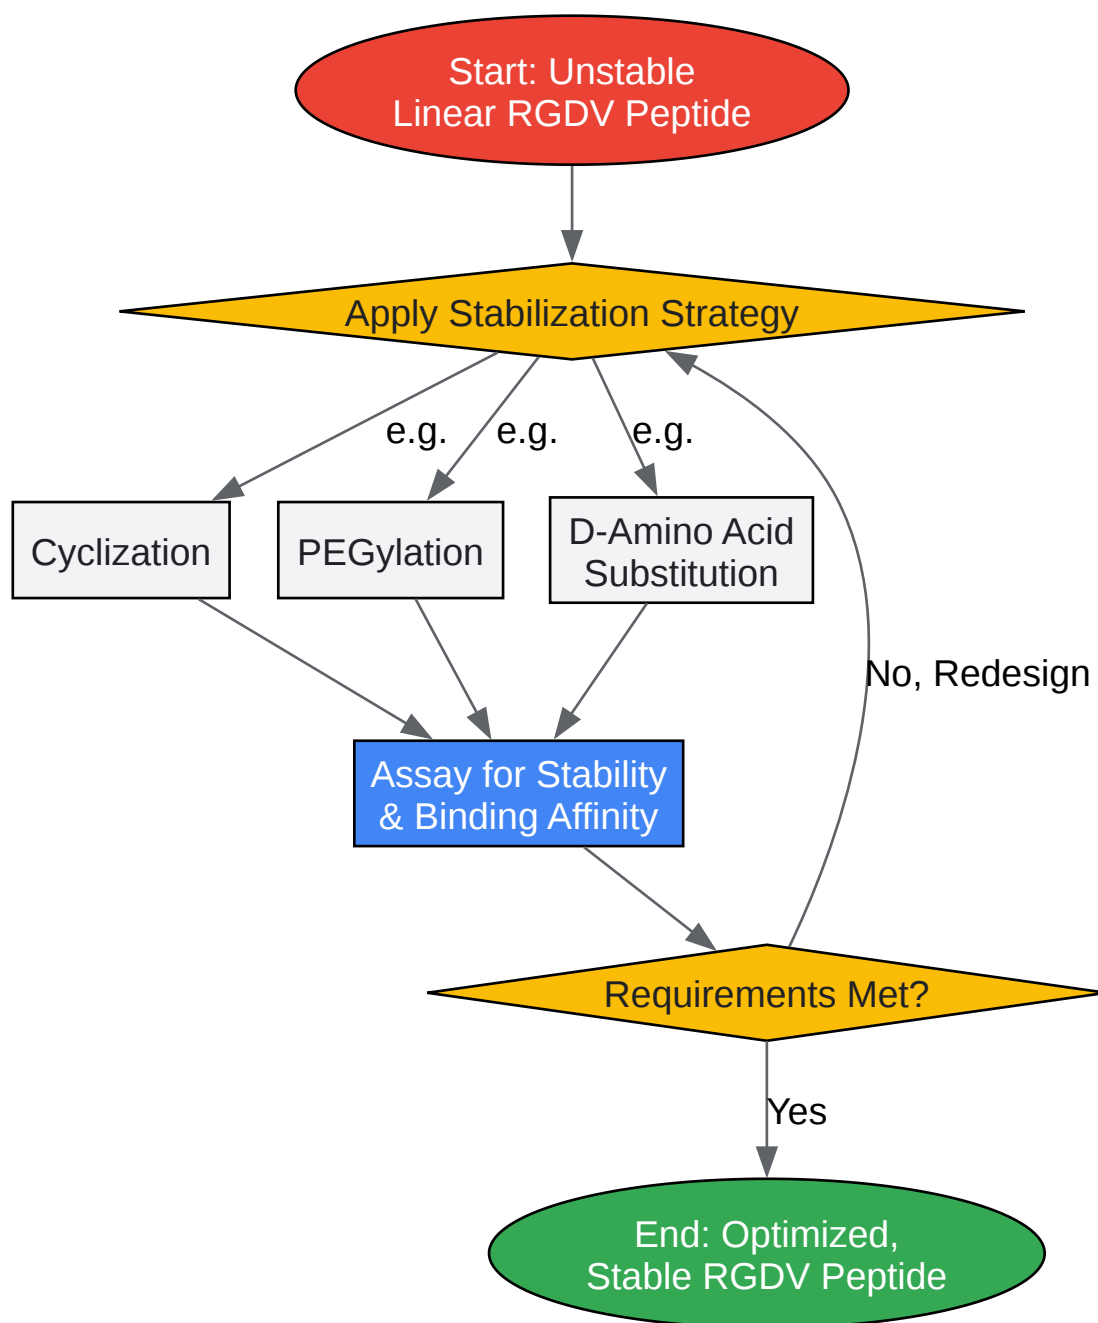 Start: Unstable
Linear RGDV Peptide
Apply Stabilization Strategy
e.g.
e.g.
e.g.
Cyclization
PEGylation
D-Amino Acid
Substitution
No, Redesign
Assay for Stability
& Binding Affinity
Requirements Met?
Yes
End: Optimized,
Stable RGDV Peptide